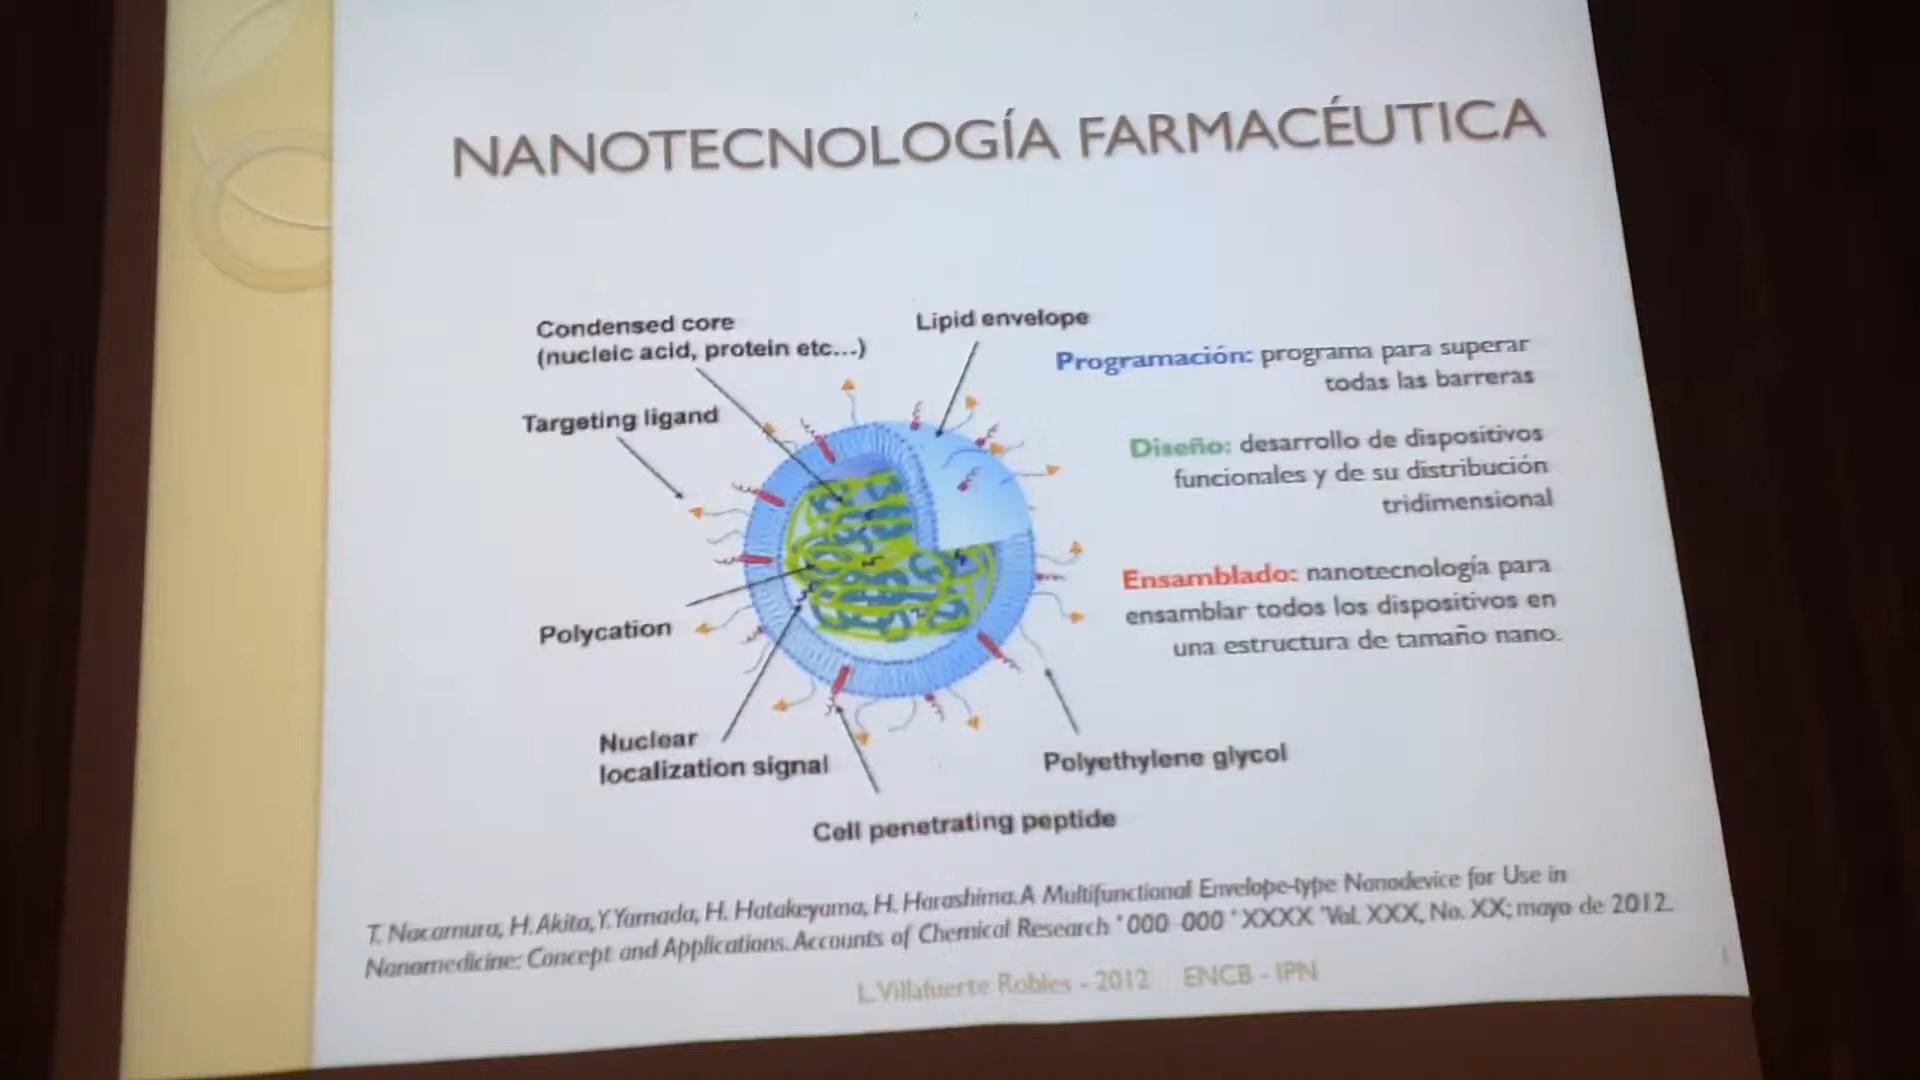 NANOTECNOLOGÍA FARMACÉUTICA
Condensed core
(nucleic acid, protein etc...)
Lipid envelope
Targeting ligand
Polycation
Nuclear
localization signal
Cell penetrating peptide
Polyethylene glycol
Programación: programa para superar
todas las barreras
Diseño: desarrollo de dispositivos
funcionales y de su distribución
tridimensional
Ensamblado: nanotecnología para
ensamblar todos los dispositivos en
una estructura de tamaño nano.
T. Nacamura, H. Akita, Y. Yamada, H. Hatakeyama, H. Harashima. A Multifunctional Envelope-type Nanodevice for Use in
Nanomedicine: Concept and Applications. Accounts of Chemical Research * 000 000 * XXXX *Vol. XXX, No. XX; mayo de 2012.
L. Villafuerte Robles - 2012 ENCB - IPN